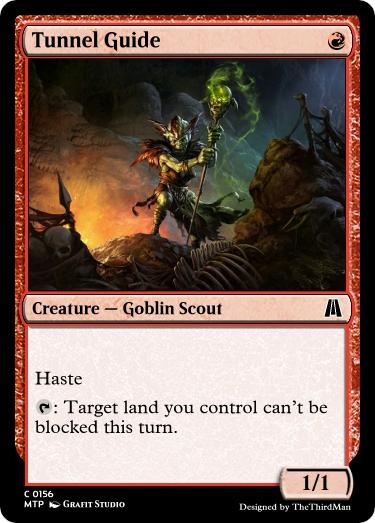 Tunnel Guide
Creature — Goblin Scout
Haste
: Target land you control can't be
blocked this turn.
1/1
C 0156
MTP Grafit Studio
Designed by TheThirdMan